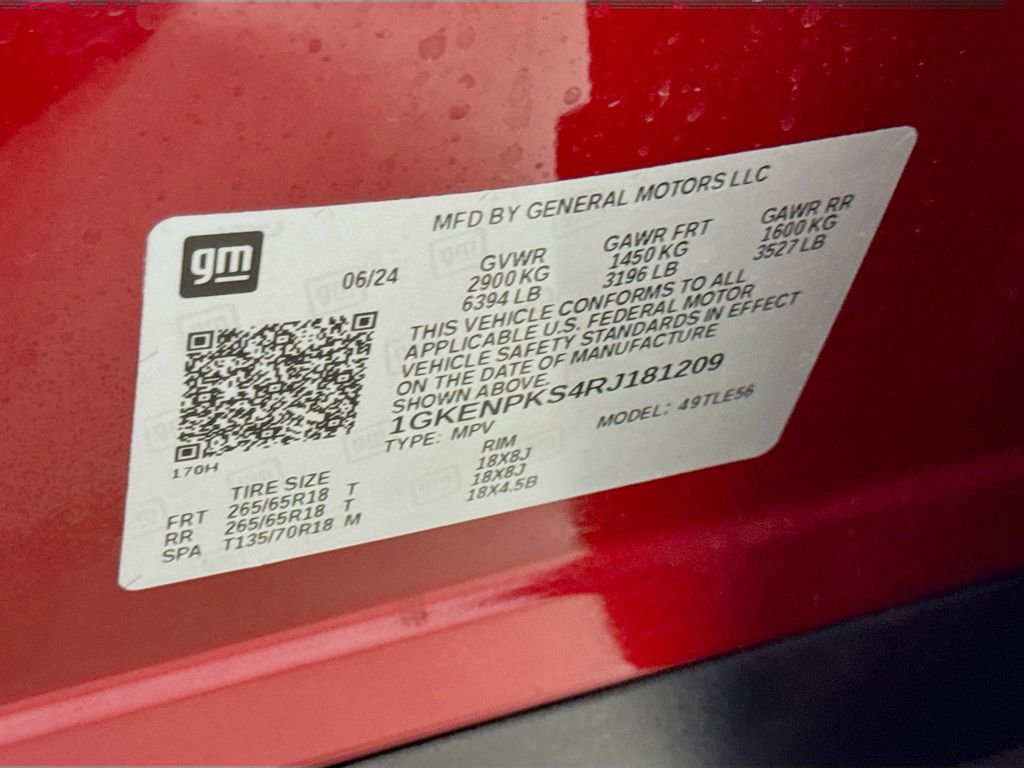 MFD BY GENERAL MOTORS LLC
gm
06/24
GVWR GAWR FRT GAWR RR
2900 KG 1450 KG 1600 KG
6394 LB 3196 LB 3527 LB
THIS VEHICLE CONFORMS TO ALL
APPLICABLE U.S. FEDERAL MOTOR
VEHICLE SAFETY STANDARDS IN EFFECT
ON THE DATE OF MANUFACTURE
SHOWN ABOVE.
1GKENPKS4RJ181209
TYPE: MPV MODEL: 49TLE56
170H
TIRE SIZE RIM
FRT 265/65R18 T 18X8J
RR 265/65R18 T 18X8J
SPA T135/70R18 M 18X4.5B